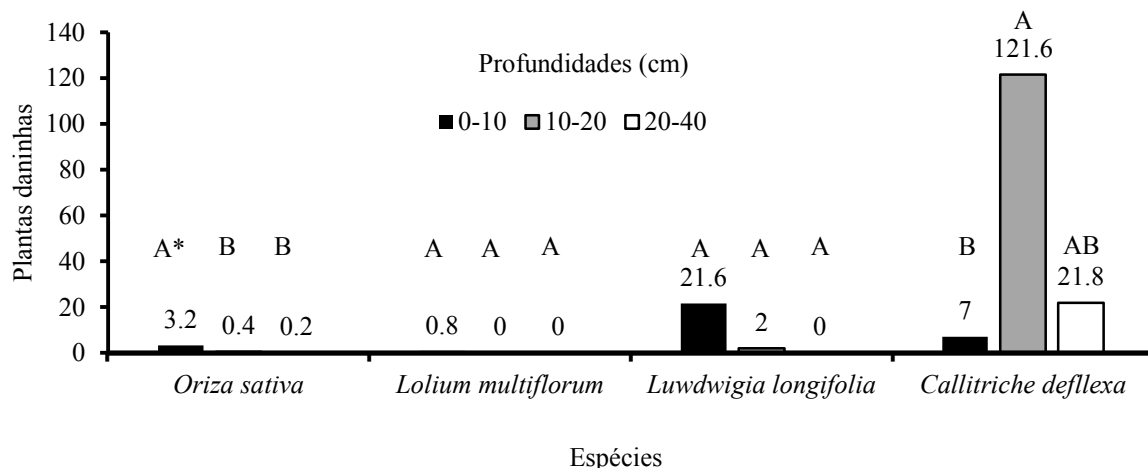 140
120
100
80
60
40
20
0
Plantas daninhas
Profundidades (cm)
0-10 10-20 20-40
A* B B A A A A A A B A AB
3.2 0.4 0.2 0.8 0 0 21.6 2 0 7 121.6 21.8
Oriza sativa Lolium multiflorum Luwdwigia longifolia Callitriche defllexa
Espécies